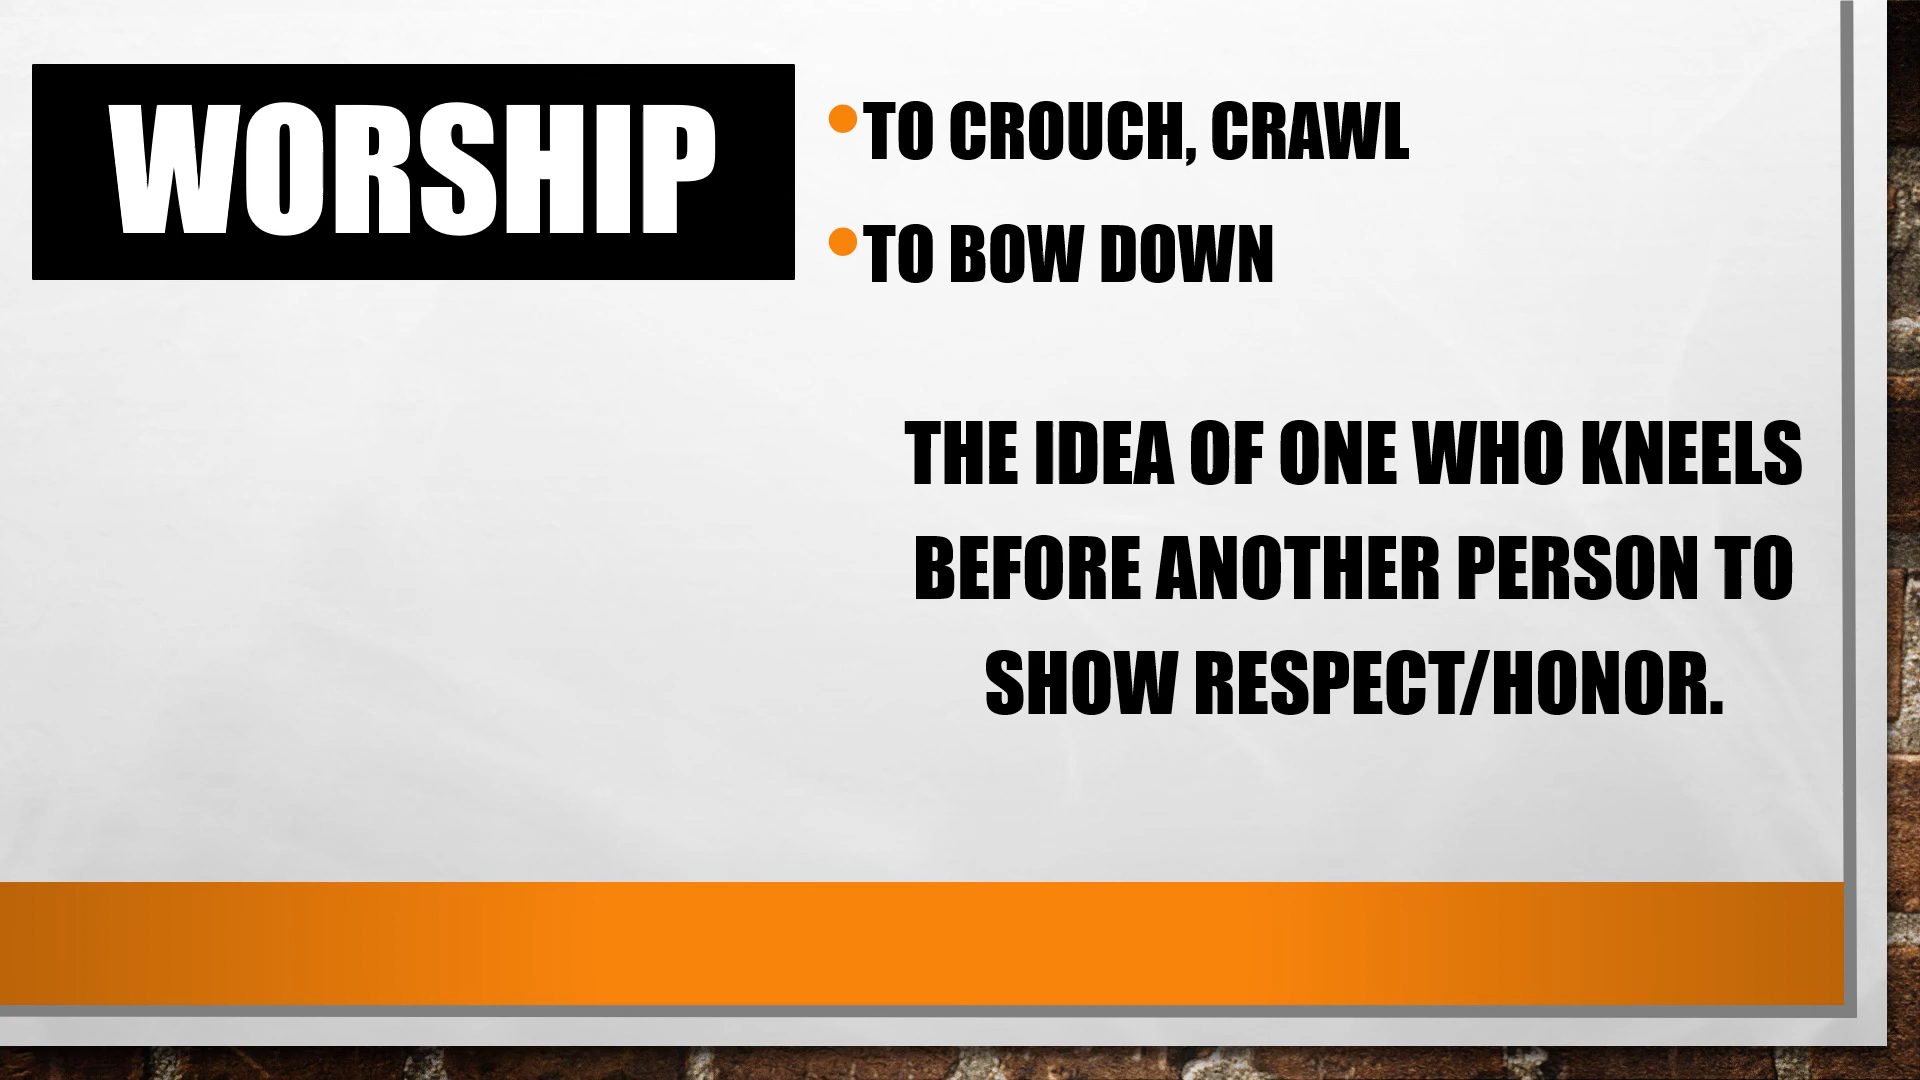 WORSHIP
•TO CROUCH, CRAWL
•TO BOW DOWN
THE IDEA OF ONE WHO KNEELS
BEFORE ANOTHER PERSON TO
SHOW RESPECT/HONOR.